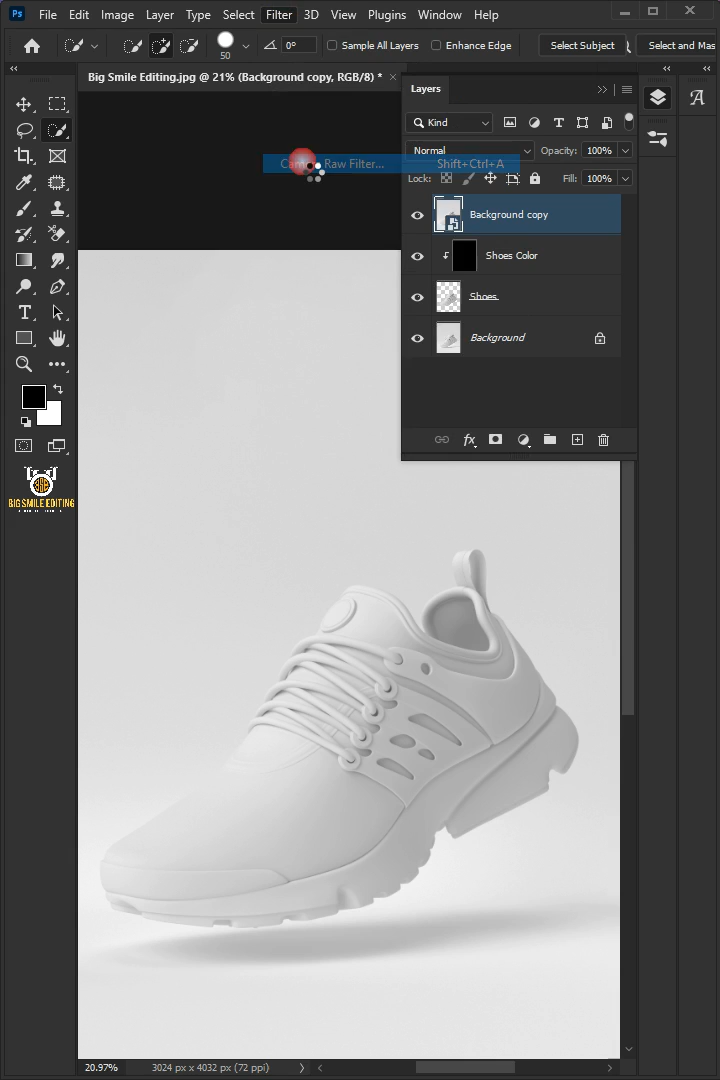 Ps File Edit Image Layer Type Select Filter 3D View Plugins Window Help
50 0° Sample All Layers Enhance Edge Select Subject Select and Mas
Big Smile Editing.jpg @ 21% (Background copy, RGB/8) * ×
Layers
Kind
Camera Raw Filter... Shift+Ctrl+A
Normal Opacity: 100%
Lock: Fill: 100%
Background copy
Shoes Color
Shoes
Background
fx
BIG SMILE EDITING
20.97% 3024 px x 4032 px (72 ppi)